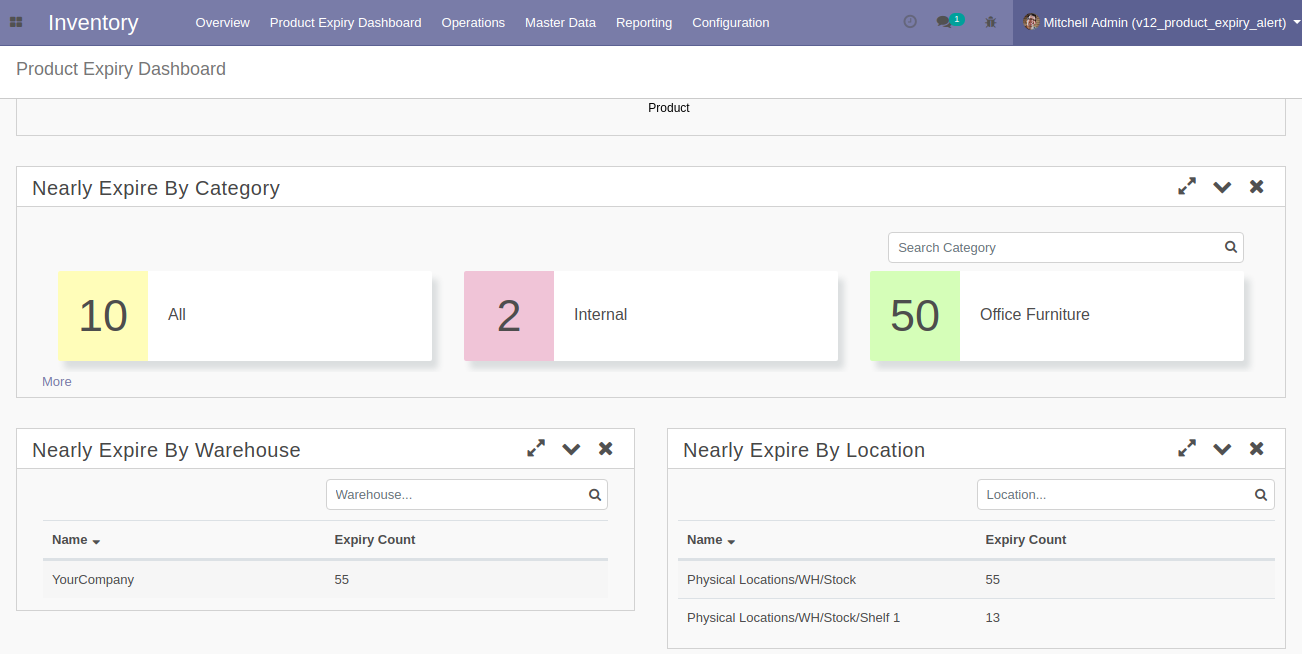 Inventory Overview Product Expiry Dashboard Operations Master Data Reporting Configuration 1 Mitchell Admin (v12_product_expiry_alert)
Product Expiry Dashboard
Product
Nearly Expire By Category
Search Category
10 All 2 Internal 50 Office Furniture
More
Nearly Expire By Warehouse
Warehouse...
Name Expiry Count
YourCompany 55
Nearly Expire By Location
Location...
Name Expiry Count
Physical Locations/WH/Stock 55
Physical Locations/WH/Stock/Shelf 1 13